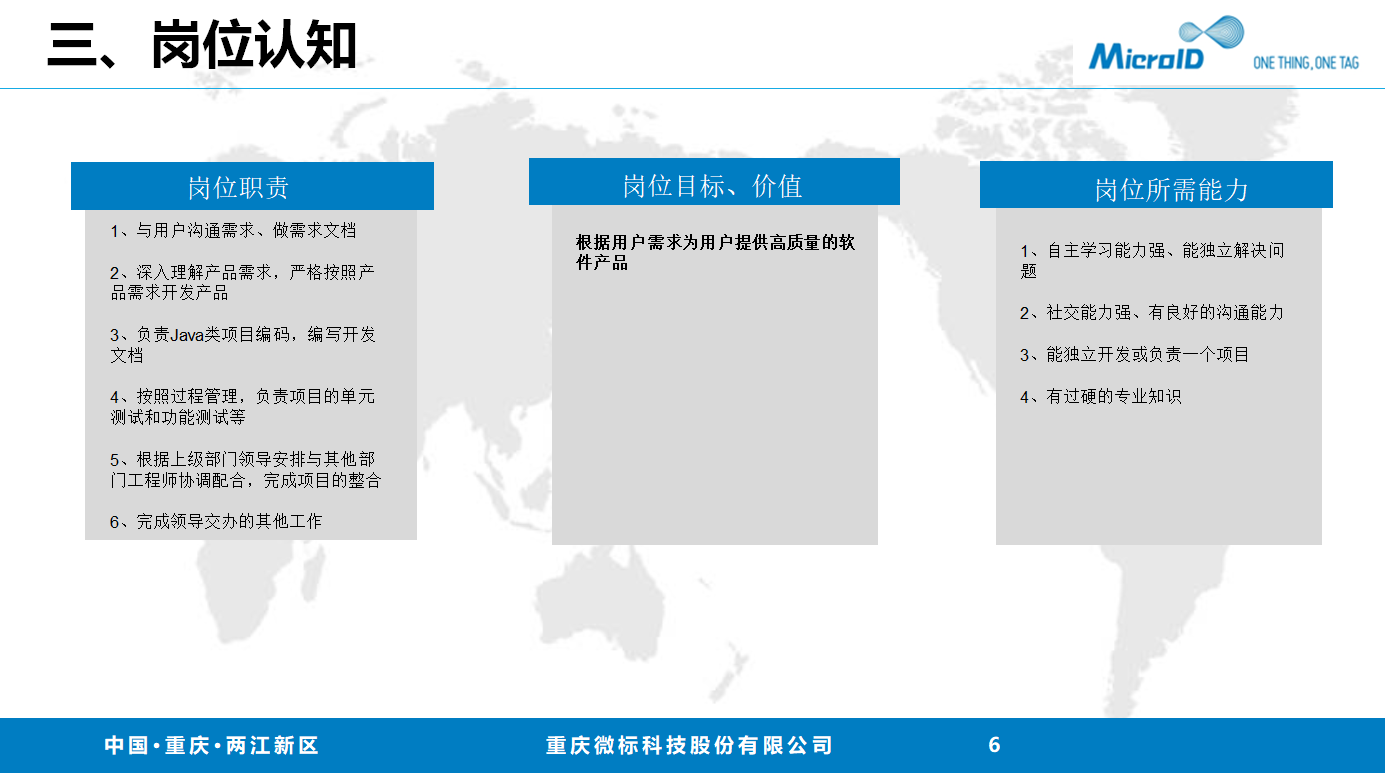 三、岗位认知
MicroID
ONE THING, ONE TAG
岗位职责
1、与用户沟通需求、做需求文档
2、深入理解产品需求，严格按照产
品需求开发产品
3、负责Java类项目编码，编写开发
文档
4、按照过程管理，负责项目的单元
测试和功能测试等
5、根据上级部门领导安排与其他部
门工程师协调配合，完成项目的整合
6、完成领导交办的其他工作
岗位目标、价值
根据用户需求为用户提供高质量的软
件产品
岗位所需能力
1、自主学习能力强、能独立解决问
题
2、社交能力强、有良好的沟通能力
3、能独立开发或负责一个项目
4、有过硬的专业知识
中国·重庆·两江新区
重庆微标科技股份有限公司
6